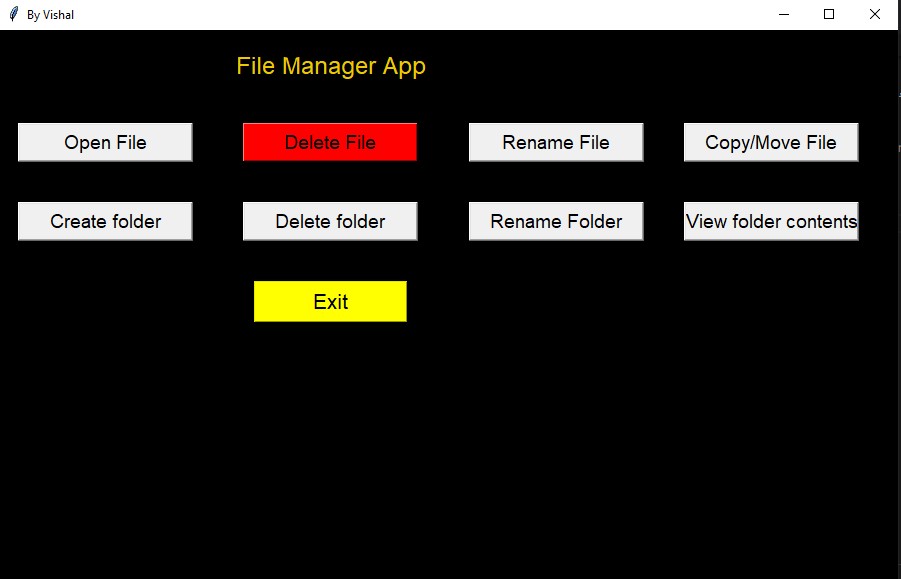 By Vishal
File Manager App
Open File
Delete File
Rename File
Copy/Move File
Create folder
Delete folder
Rename Folder
View folder contents
Exit